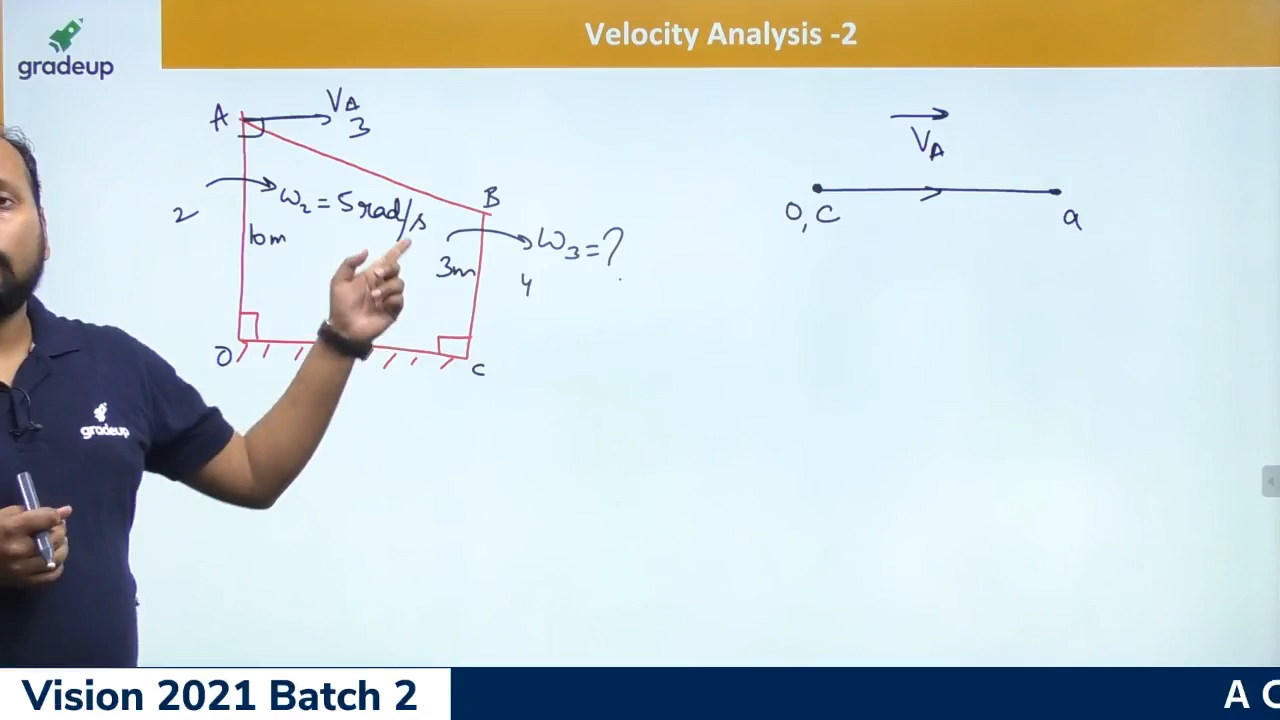 Velocity Analysis -2
gradeup
A
V_A
3
ω₂ = 5 rad/s
2
10m
B
ω₃ = ?
3m
4
O
C
V_A
O, C
a
gradeup
Vision 2021 Batch 2
A C